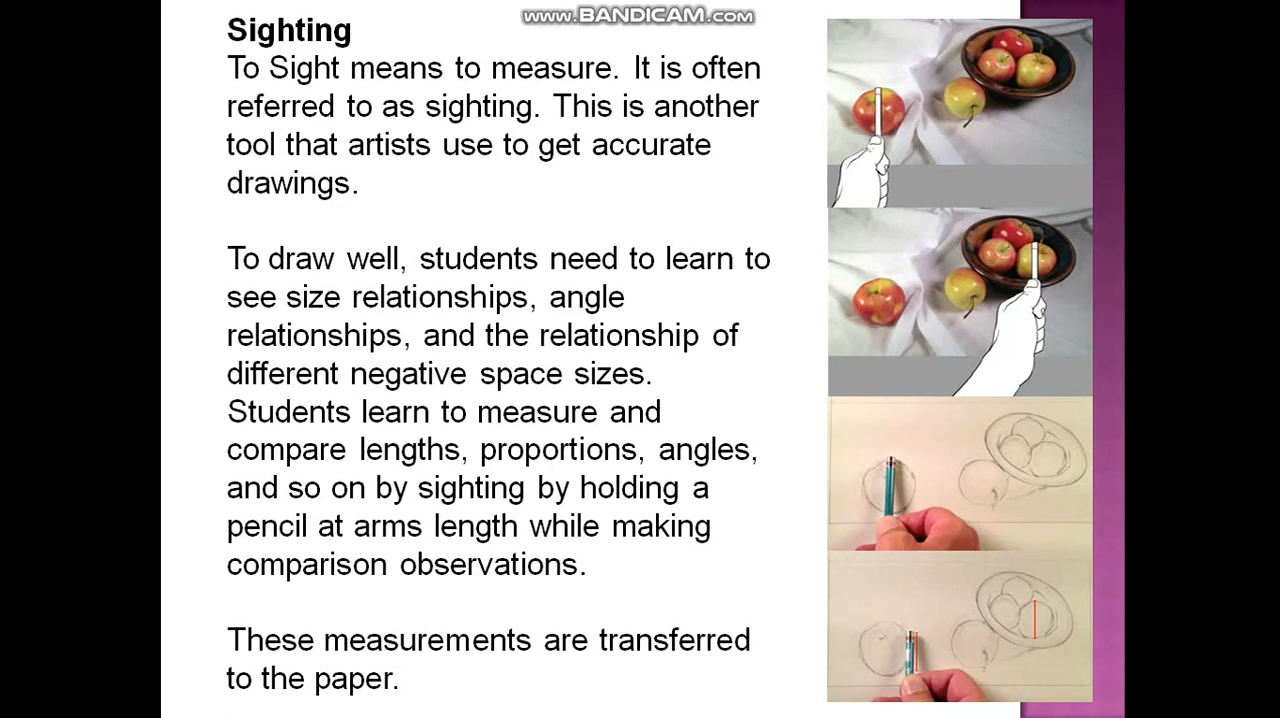 www.BANDICAM.com
Sighting
To Sight means to measure. It is often
referred to as sighting. This is another
tool that artists use to get accurate
drawings.
To draw well, students need to learn to
see size relationships, angle
relationships, and the relationship of
different negative space sizes.
Students learn to measure and
compare lengths, proportions, angles,
and so on by sighting by holding a
pencil at arms length while making
comparison observations.
These measurements are transferred
to the paper.